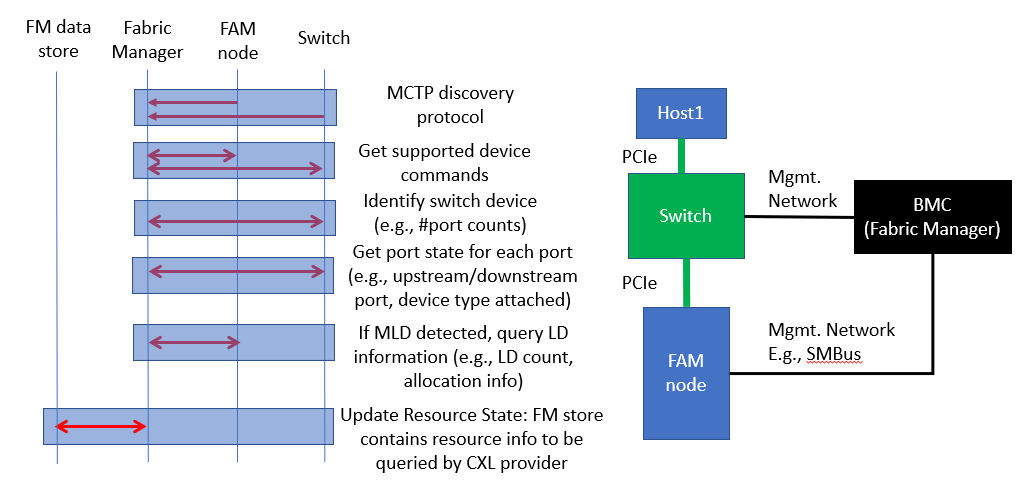 FM data
store
Fabric
Manager
FAM
node
Switch
MCTP discovery
protocol
Get supported device
commands
Identify switch device
(e.g., #port counts)
Get port state for each port
(e.g., upstream/downstream
port, device type attached)
If MLD detected, query LD
information (e.g., LD count,
allocation info)
Update Resource State: FM store
contains resource info to be
queried by CXL provider
Host1
PCIe
Switch
Mgmt.
Network
BMC
(Fabric Manager)
PCIe
FAM
node
Mgmt. Network
E.g., SMBus